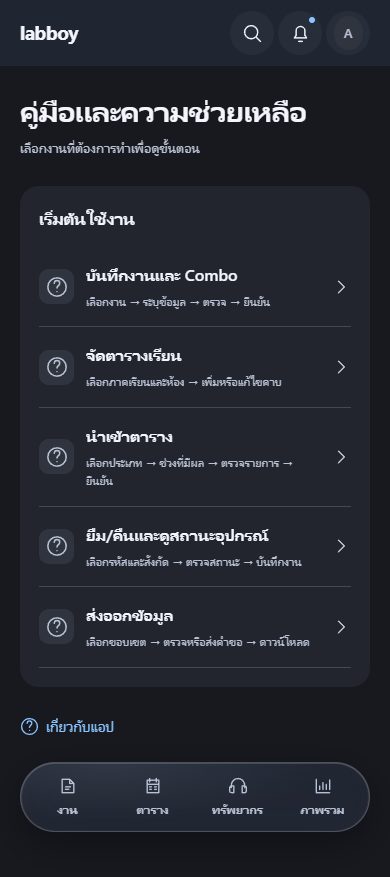 labboy
A
คู่มือและความช่วยเหลือ
เลือกงานที่ต้องการทำเพื่อดูขั้นตอน
เริ่มต้นใช้งาน
บันทึกงานและ Combo
เลือกงาน → ระบุข้อมูล → ตรวจ → ยืนยัน
จัดตารางเรียน
เลือกภาคเรียนและห้อง → เพิ่มหรือแก้ไขคาบ
นำเข้าตาราง
เลือกประเภท → ช่วงที่มีผล → ตรวจรายการ →
ยืนยัน
ยืม/คืนและดูสถานะอุปกรณ์
เลือกรหัสและสังกัด → ตรวจสถานะ → บันทึกงาน
ส่งออกข้อมูล
เลือกขอบเขต → ตรวจหรือส่งคำขอ → ดาวน์โหลด
เกี่ยวกับแอป
งาน
ตาราง
ทรัพยากร
ภาพรวม